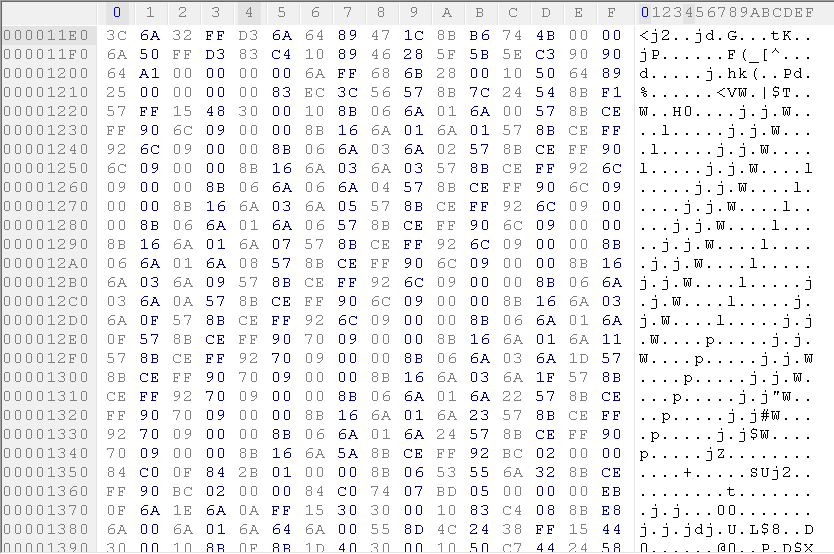 0 1 2 3 4 5 6 7 8 9 A B C D E F 0123456789ABCDEF
000011E0 3C 6A 32 FF D3 6A 64 89 47 1C 8B B6 74 4B 00 00 <j2..jd.G...tK..
000011F0 6A 50 FF D3 83 C4 10 89 46 28 5F 5B 5E C3 90 90 jP......F(_[^...
00001200 64 A1 00 00 00 00 6A FF 68 6B 28 00 10 50 64 89 d.....j.hk(..Pd.
00001210 25 00 00 00 00 83 EC 3C 56 57 8B 7C 24 54 8B F1 %......<VW.|$T..
00001220 57 FF 15 48 30 00 10 8B 06 6A 01 6A 00 57 8B CE W..H0....j.j.W..
00001230 FF 90 6C 09 00 00 8B 16 6A 01 6A 01 57 8B CE FF ..l.....j.j.W...
00001240 92 6C 09 00 00 8B 06 6A 03 6A 02 57 8B CE FF 90 .l.....j.j.W....
00001250 6C 09 00 00 8B 16 6A 03 6A 03 57 8B CE FF 92 6C l.....j.j.W....l
00001260 09 00 00 8B 06 6A 06 6A 04 57 8B CE FF 90 6C 09 .....j.j.W....l.
00001270 00 00 8B 16 6A 03 6A 05 57 8B CE FF 92 6C 09 00 ....j.j.W....l..
00001280 00 8B 06 6A 01 6A 06 57 8B CE FF 90 6C 09 00 00 ...j.j.W....l...
00001290 8B 16 6A 01 6A 07 57 8B CE FF 92 6C 09 00 00 8B ..j.j.W....l....
000012A0 06 6A 01 6A 08 57 8B CE FF 90 6C 09 00 00 8B 16 .j.j.W....l.....
000012B0 6A 03 6A 09 57 8B CE FF 92 6C 09 00 00 8B 06 6A j.j.W....l.....j
000012C0 03 6A 0A 57 8B CE FF 90 6C 09 00 00 8B 16 6A 03 .j.W....l.....j.
000012D0 6A 0F 57 8B CE FF 92 6C 09 00 00 8B 06 6A 01 6A j.W....l.....j.j
000012E0 0F 57 8B CE FF 90 70 09 00 00 8B 16 6A 01 6A 11 .W....p.....j.j.
000012F0 57 8B CE FF 92 70 09 00 00 8B 06 6A 03 6A 1D 57 W....p.....j.j.W
00001300 8B CE FF 90 70 09 00 00 8B 16 6A 03 6A 1F 57 8B ....p.....j.j.W.
00001310 CE FF 92 70 09 00 00 8B 06 6A 01 6A 22 57 8B CE ...p.....j.j"W..
00001320 FF 90 70 09 00 00 8B 16 6A 01 6A 23 57 8B CE FF ..p.....j.j#W...
00001330 92 70 09 00 00 8B 06 6A 01 6A 24 57 8B CE FF 90 .p.....j.j$W....
00001340 70 09 00 00 8B 16 6A 5A 8B CE FF 92 BC 02 00 00 p.....jZ........
00001350 84 C0 0F 84 2B 01 00 00 8B 06 53 55 6A 32 8B CE ....+.....SUj2..
00001360 FF 90 BC 02 00 00 84 C0 74 07 BD 05 00 00 00 EB ........t.......
00001370 0F 6A 1E 6A 0A FF 15 30 30 00 10 83 C4 08 8B E8 .j.j...00.......
00001380 6A 00 6A 01 6A 64 6A 00 55 8D 4C 24 38 FF 15 44 j.j.jdj.U.L$8..D
00001390 30 00 10 8B 0F 8B 1D 40 30 00 10 50 C7 44 24 58 0......@0..P.D$X